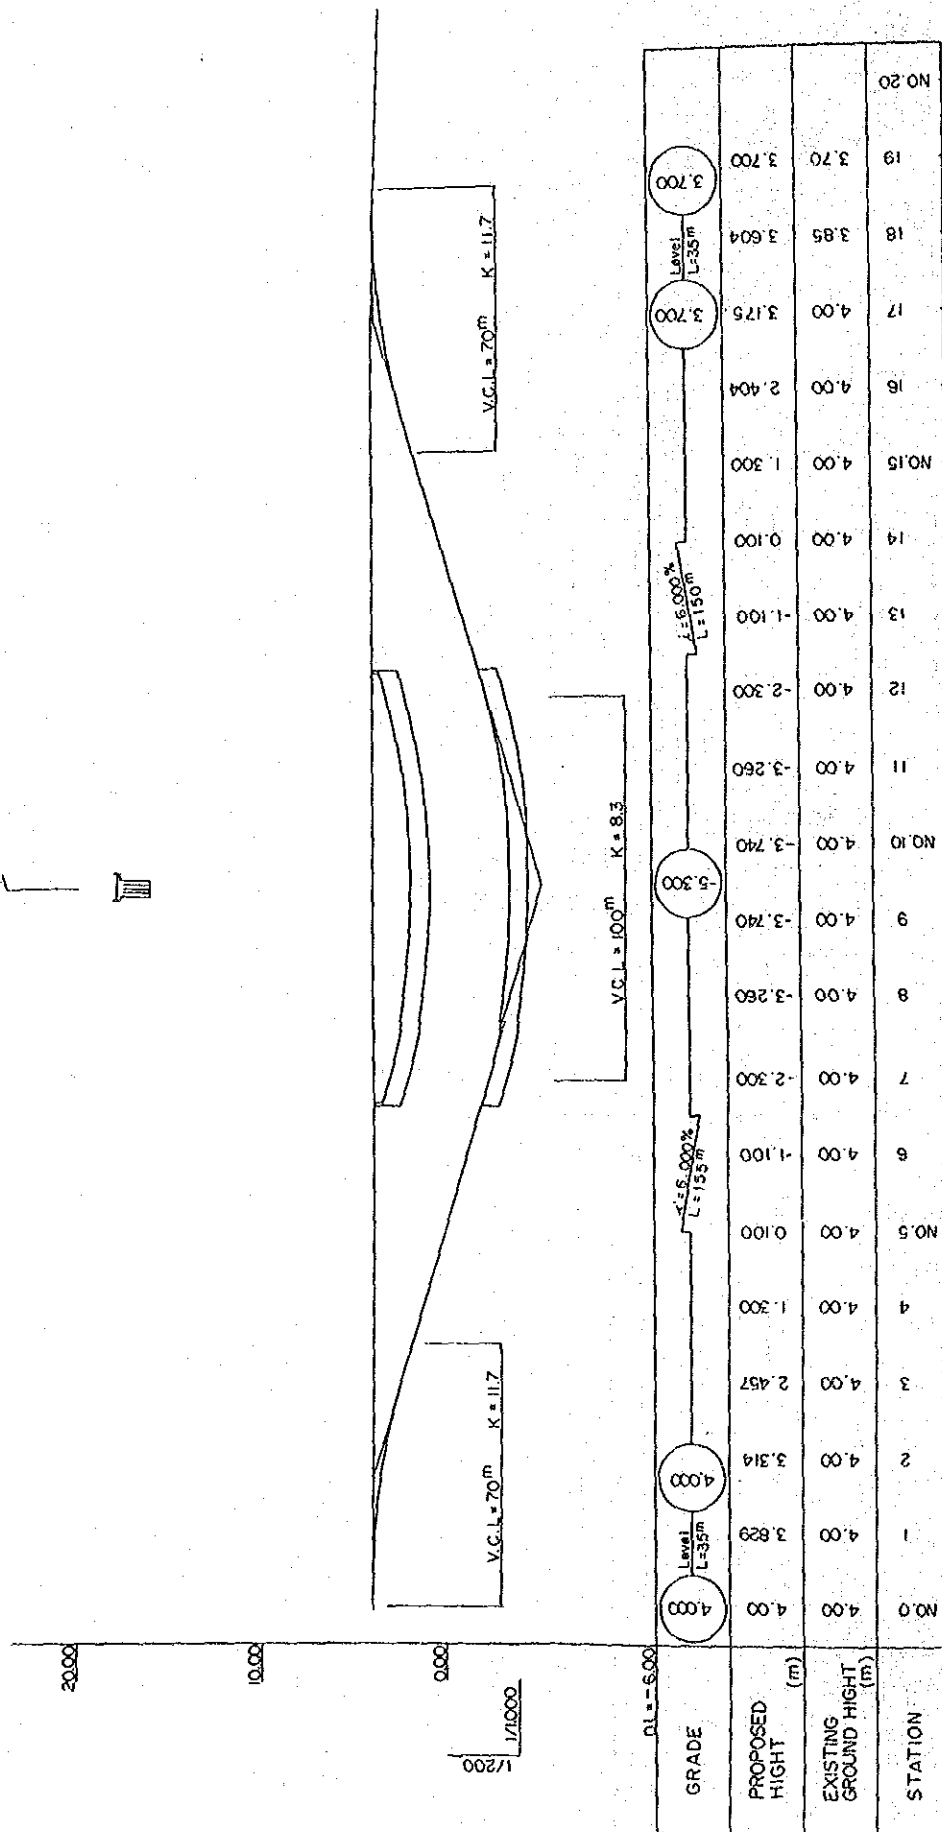 20.00
10.00
0.00
1/200
1/1.000
V.C.L = 70m K = 11.7
V.C.L = 100m K = 8.3
V.C.L = 70m K = 11.7
DL = -6.00
GRADE 4.000 Level L=35m 4.000 i=6.000% L=155m -5.300 i=6.000% L=150m 3.700 Level L=35m 3.700
PROPOSED HIGHT (m) 4.00 3.829 3.314 2.457 1.300 0.100 -1.100 -2.300 -3.260 -3.740 -3.740 -3.260 -2.300 -1.100 0.100 1.300 2.404 3.175 3.604 3.700
EXISTING GROUND HIGHT (m) 4.00 4.00 4.00 4.00 4.00 4.00 4.00 4.00 4.00 4.00 4.00 4.00 4.00 4.00 4.00 4.00 4.00 4.00 3.85 3.70
STATION NO.0 1 2 3 4 NO.5 6 7 8 9 NO.10 11 12 13 14 NO.15 16 17 18 19 NO.20